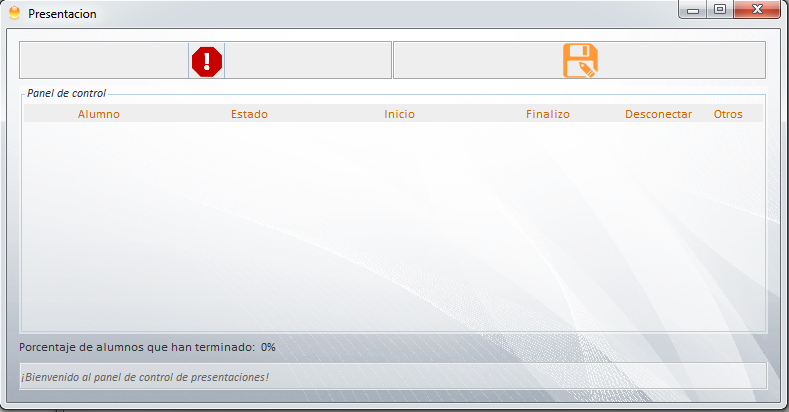 Presentacion
Panel de control
Alumno Estado Inicio Finalizo Desconectar Otros
Porcentaje de alumnos que han terminado: 0%
¡Bienvenido al panel de control de presentaciones!